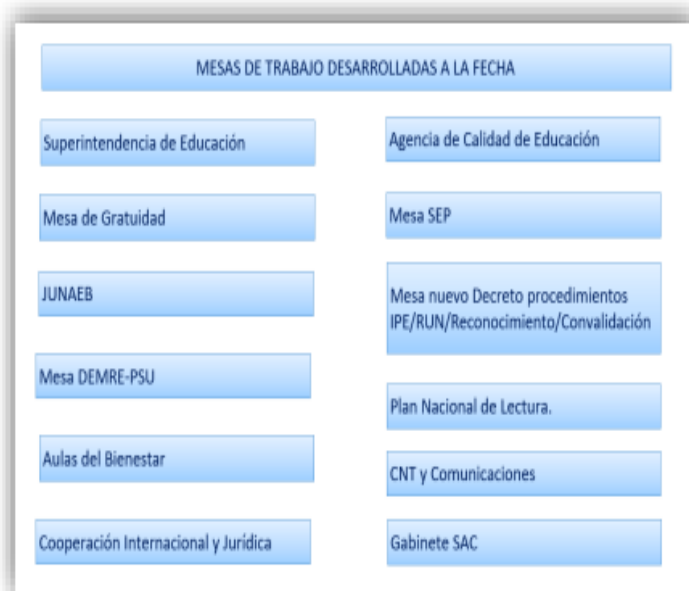 MESAS DE TRABAJO DESARROLLADAS A LA FECHA
Superintendencia de Educación
Mesa de Gratuidad
JUNAEB
Mesa DEMRE-PSU
Aulas del Bienestar
Cooperación Internacional y Jurídica
Agencia de Calidad de Educación
Mesa SEP
Mesa nuevo Decreto procedimientos
IPE/RUN/Reconocimiento/Convalidación
Plan Nacional de Lectura.
CNT y Comunicaciones
Gabinete SAC